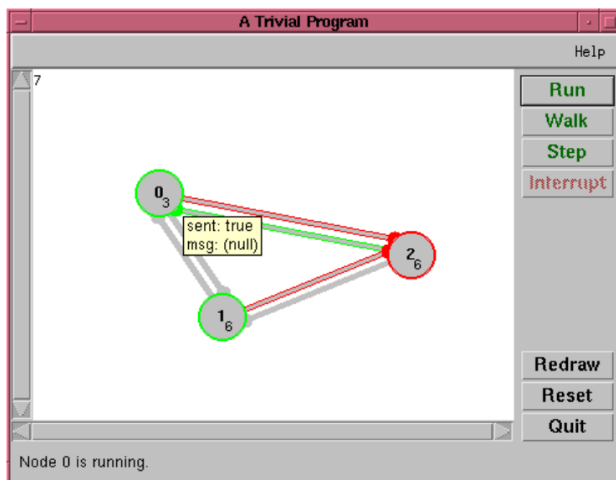 A Trivial Program
Help
7
Run
Walk
Step
Interrupt
0 3
sent: true
msg: (null)
2 6
1 6
Redraw
Reset
Quit
Node 0 is running.